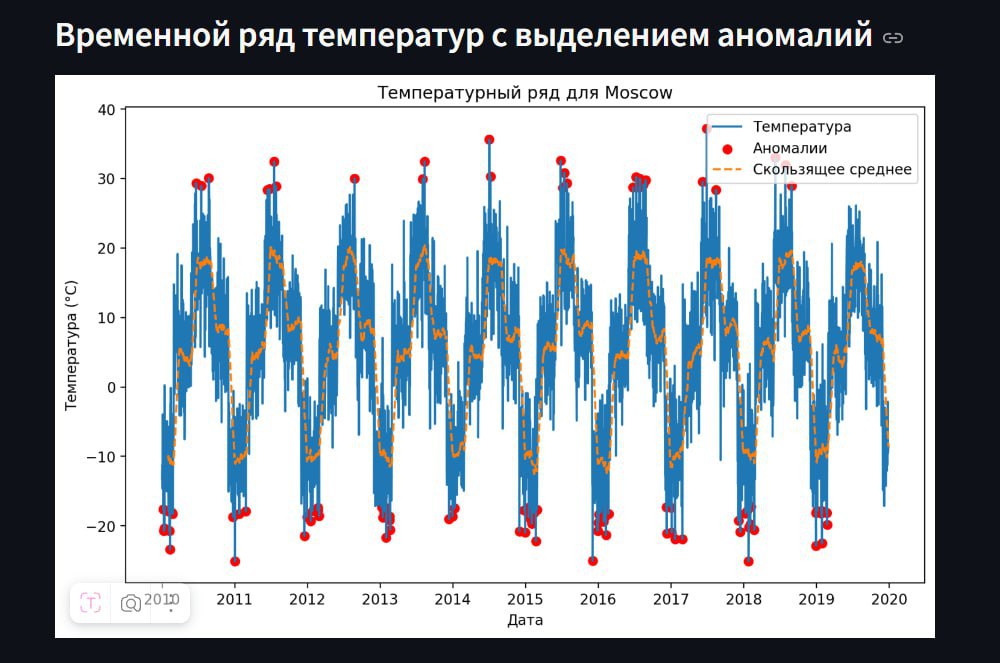 Временной ряд температур с выделением аномалий
Температурный ряд для Moscow
Температура
Аномалии
Скользящее среднее
Температура (°C)
40
30
20
10
0
−10
−20
2010 2011 2012 2013 2014 2015 2016 2017 2018 2019 2020
Дата